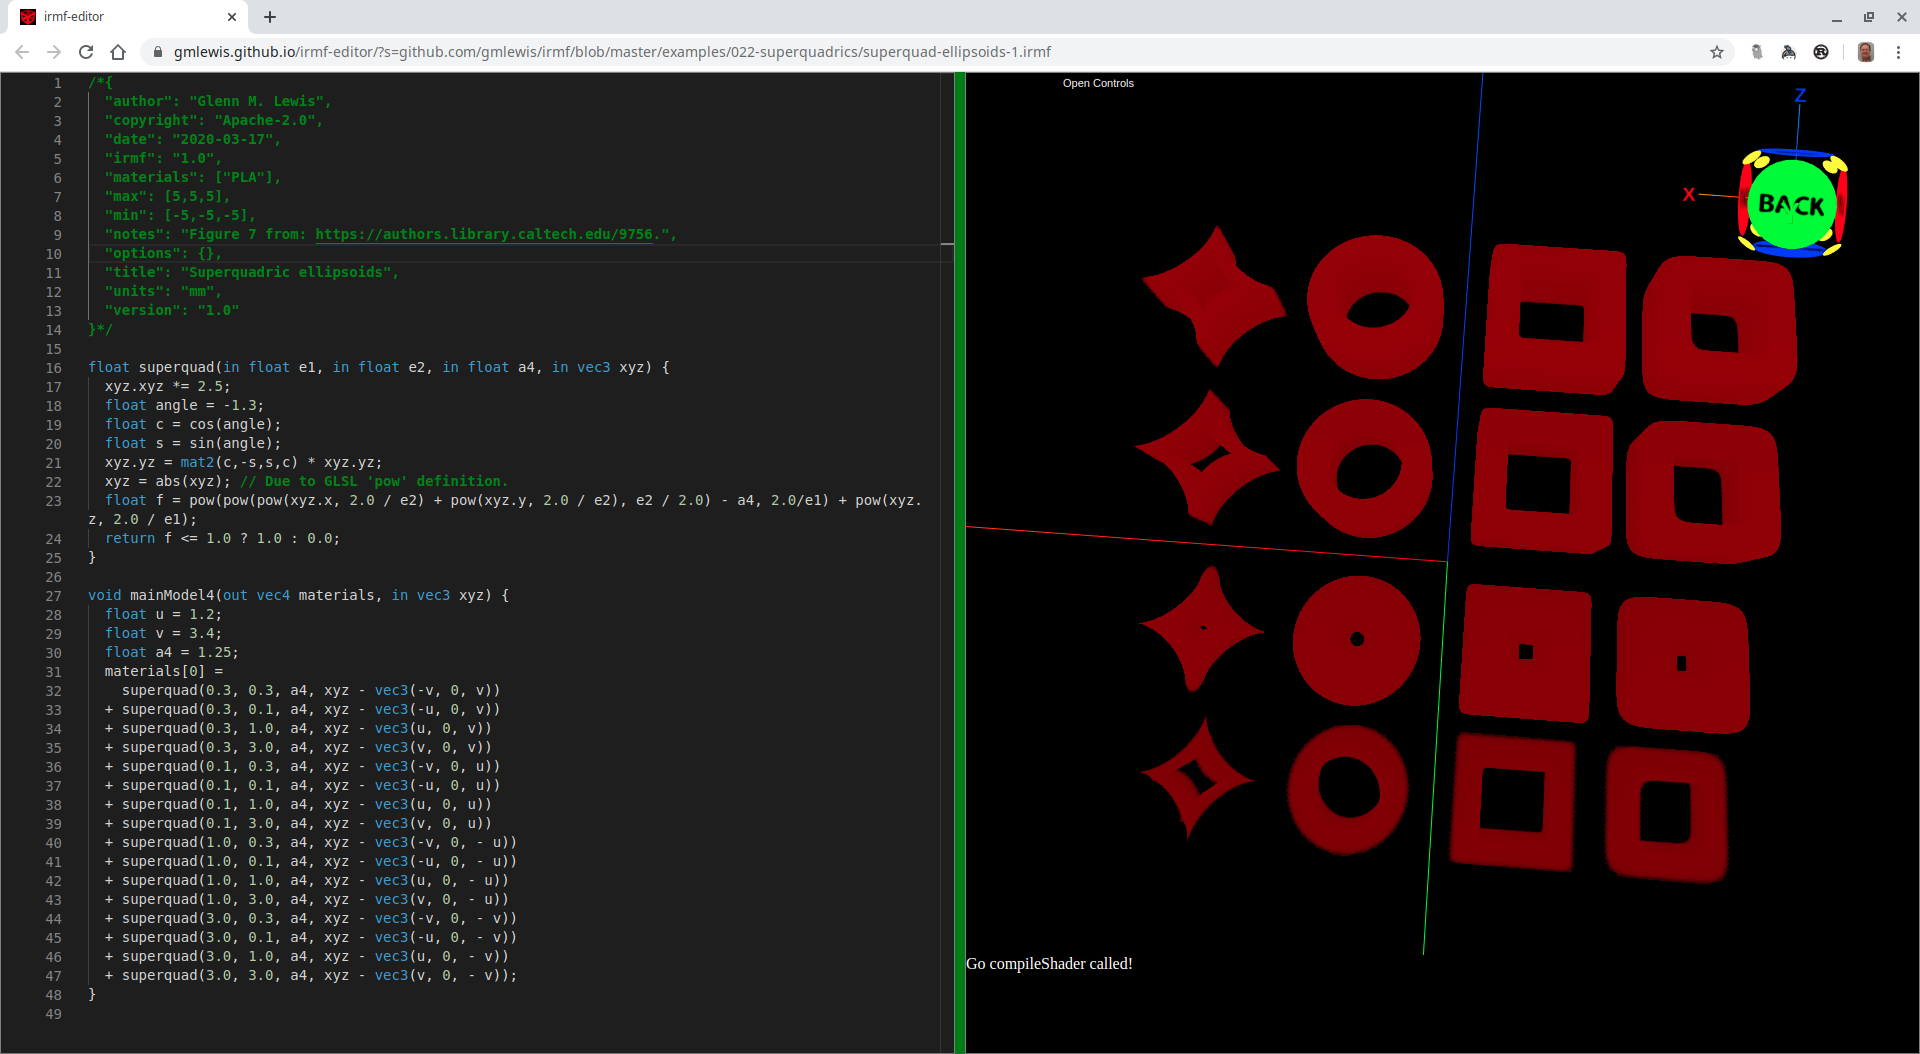 irmf-editor
gmlewis.github.io/irmf-editor/?s=github.com/gmlewis/irmf/blob/master/examples/022-superquadrics/superquad-ellipsoids-1.irmf
1 /*{
2 "author": "Glenn M. Lewis",
3 "copyright": "Apache-2.0",
4 "date": "2020-03-17",
5 "irmf": "1.0",
6 "materials": ["PLA"],
7 "max": [5,5,5],
8 "min": [-5,-5,-5],
9 "notes": "Figure 7 from: https://authors.library.caltech.edu/9756.",
10 "options": {},
11 "title": "Superquadric ellipsoids",
12 "units": "mm",
13 "version": "1.0"
14 }*/
15
16 float superquad(in float e1, in float e2, in float a4, in vec3 xyz) {
17 xyz.xyz *= 2.5;
18 float angle = -1.3;
19 float c = cos(angle);
20 float s = sin(angle);
21 xyz.yz = mat2(c,-s,s,c) * xyz.yz;
22 xyz = abs(xyz); // Due to GLSL 'pow' definition.
23 float f = pow(pow(pow(xyz.x, 2.0 / e2) + pow(xyz.y, 2.0 / e2), e2 / 2.0) - a4, 2.0/e1) + pow(xyz.
z, 2.0 / e1);
24 return f <= 1.0 ? 1.0 : 0.0;
25 }
26
27 void mainModel4(out vec4 materials, in vec3 xyz) {
28 float u = 1.2;
29 float v = 3.4;
30 float a4 = 1.25;
31 materials[0] =
32 superquad(0.3, 0.3, a4, xyz - vec3(-v, 0, v))
33 + superquad(0.3, 0.1, a4, xyz - vec3(-u, 0, v))
34 + superquad(0.3, 1.0, a4, xyz - vec3(u, 0, v))
35 + superquad(0.3, 3.0, a4, xyz - vec3(v, 0, v))
36 + superquad(0.1, 0.3, a4, xyz - vec3(-v, 0, u))
37 + superquad(0.1, 0.1, a4, xyz - vec3(-u, 0, u))
38 + superquad(0.1, 1.0, a4, xyz - vec3(u, 0, u))
39 + superquad(0.1, 3.0, a4, xyz - vec3(v, 0, u))
40 + superquad(1.0, 0.3, a4, xyz - vec3(-v, 0, - u))
41 + superquad(1.0, 0.1, a4, xyz - vec3(-u, 0, - u))
42 + superquad(1.0, 1.0, a4, xyz - vec3(u, 0, - u))
43 + superquad(1.0, 3.0, a4, xyz - vec3(v, 0, - u))
44 + superquad(3.0, 0.3, a4, xyz - vec3(-v, 0, - v))
45 + superquad(3.0, 0.1, a4, xyz - vec3(-u, 0, - v))
46 + superquad(3.0, 1.0, a4, xyz - vec3(u, 0, - v))
47 + superquad(3.0, 3.0, a4, xyz - vec3(v, 0, - v));
48 }
49
Open Controls
Z
X
BACK
Go compileShader called!